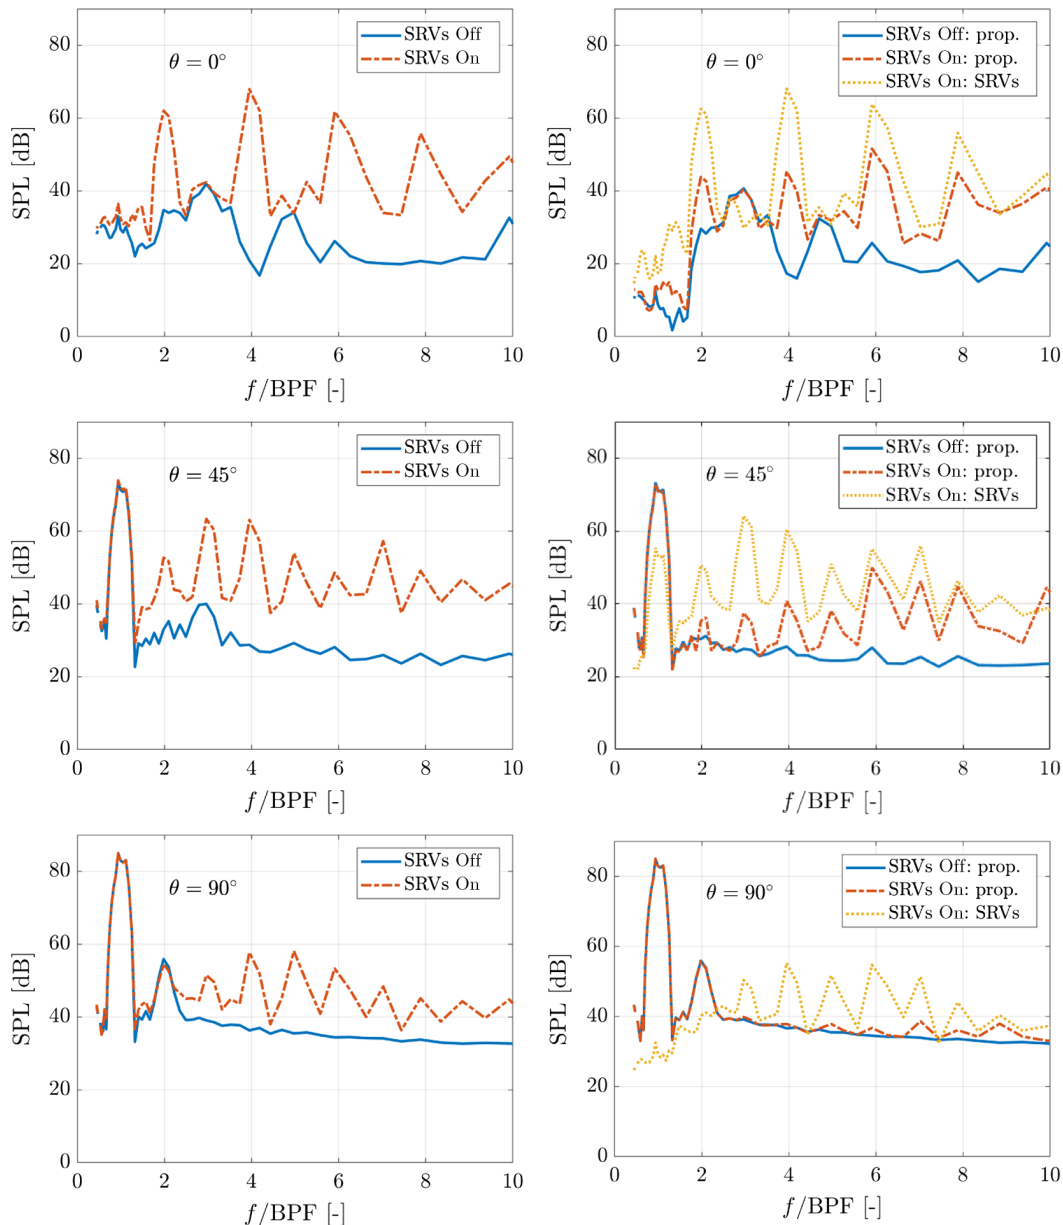 SRVs Off
SRVs On
θ = 0°
SPL [dB]
80
60
40
20
0
0 2 4 6 8 10
f/BPF [-]
SRVs Off: prop.
SRVs On: prop.
SRVs On: SRVs
θ = 0°
SPL [dB]
80
60
40
20
0
0 2 4 6 8 10
f/BPF [-]
SRVs Off
SRVs On
θ = 45°
SPL [dB]
80
60
40
20
0
0 2 4 6 8 10
f/BPF [-]
SRVs Off: prop.
SRVs On: prop.
SRVs On: SRVs
θ = 45°
SPL [dB]
80
60
40
20
0
0 2 4 6 8 10
f/BPF [-]
SRVs Off
SRVs On
θ = 90°
SPL [dB]
80
60
40
20
0
0 2 4 6 8 10
f/BPF [-]
SRVs Off: prop.
SRVs On: prop.
SRVs On: SRVs
θ = 90°
SPL [dB]
80
60
40
20
0
0 2 4 6 8 10
f/BPF [-]